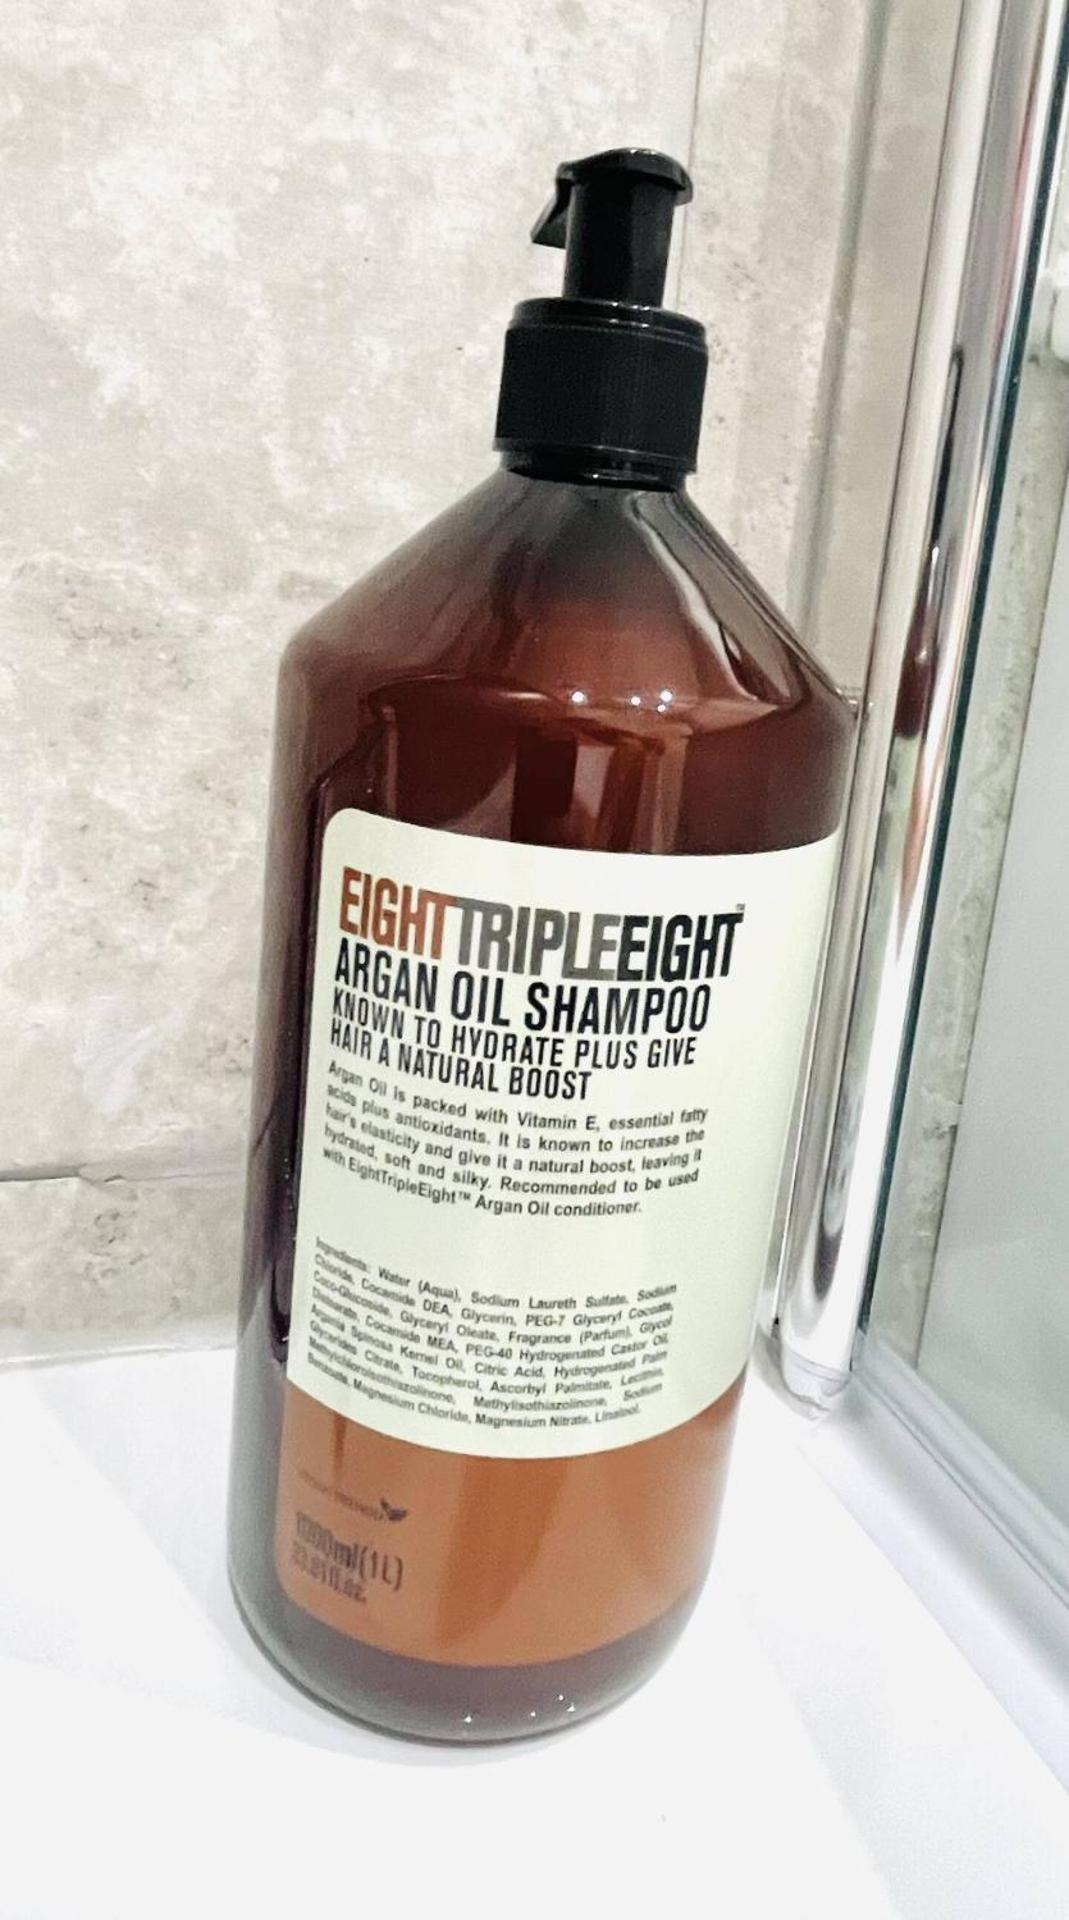 EIGHTTRIPLEEIGHT™
ARGAN OIL SHAMPOO
KNOWN TO HYDRATE PLUS GIVE
HAIR A NATURAL BOOST
Argan Oil is packed with Vitamin E, essential fatty
acids plus antioxidants. It is known to increase the
hair's elasticity and give it a natural boost, leaving it
hydrated, soft and silky. Recommended to be used
with EightTripleEight™ Argan Oil conditioner.
Ingredients: Water (Aqua), Sodium Laureth Sulfate, Sodium
Chloride, Cocamide DEA, Glycerin, PEG-7 Glyceryl Cocoate,
Coco-Glucoside, Glyceryl Oleate, Fragrance (Parfum), Glycol
Distearate, Cocamide MEA, PEG-40 Hydrogenated Castor Oil,
Argania Spinosa Kernel Oil, Citric Acid, Hydrogenated Palm
Glycerides Citrate, Tocopherol, Ascorbyl Palmitate, Lecithin,
Methylchloroisothiazolinone, Methylisothiazolinone, Sodium
Benzoate, Magnesium Chloride, Magnesium Nitrate, Linalool.
1000ml(1L)
33.81fl.oz.